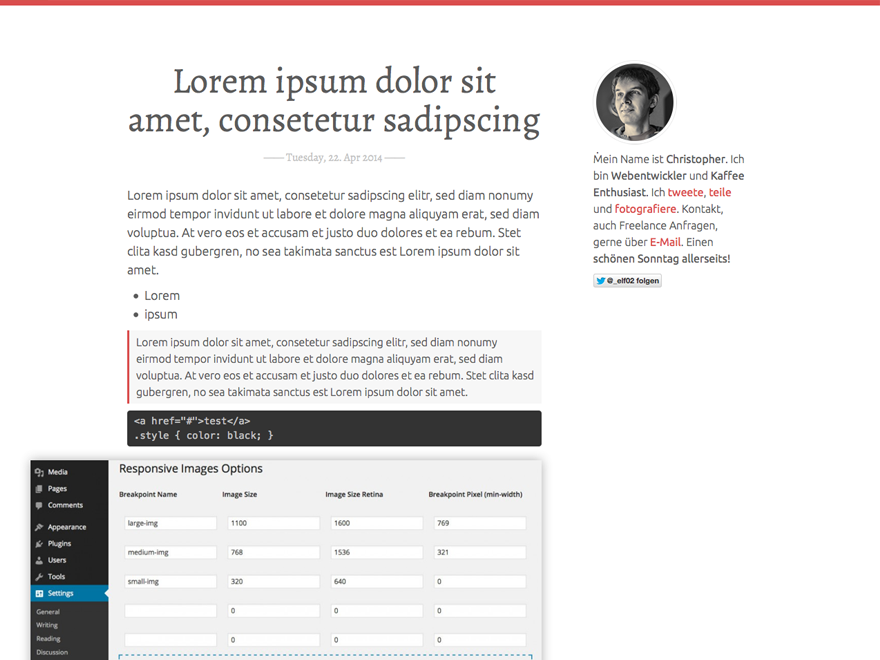 Lorem ipsum dolor sit
amet, consetetur sadipscing
Tuesday, 22. Apr 2014
Lorem ipsum dolor sit amet, consetetur sadipscing elitr, sed diam nonumy
eirmod tempor invidunt ut labore et dolore magna aliquyam erat, sed diam
voluptua. At vero eos et accusam et justo duo dolores et ea rebum. Stet
clita kasd gubergren, no sea takimata sanctus est Lorem ipsum dolor sit
amet.
Lorem
ipsum
Lorem ipsum dolor sit amet, consetetur sadipscing elitr, sed diam nonumy
eirmod tempor invidunt ut labore et dolore magna aliquyam erat, sed diam
voluptua. At vero eos et accusam et justo duo dolores et ea rebum. Stet clita kasd
gubergren, no sea takimata sanctus est Lorem ipsum dolor sit amet.
<a href="#">test</a>
.style { color: black; }
Media
Pages
Comments
Appearance
Plugins
Users
Tools
Settings
General
Writing
Reading
Discussion
Responsive Images Options
Breakpoint Name Image Size Image Size Retina Breakpoint Pixel (min-width)
large-img 1100 1600 769
medium-img 768 1536 321
small-img 320 640 0
0 0 0
0 0 0
Mein Name ist Christopher. Ich
bin Webentwickler und Kaffee
Enthusiast. Ich tweete, teile
und fotografiere. Kontakt,
auch Freelance Anfragen,
gerne über E-Mail. Einen
schönen Sonntag allerseits!
@_elf02 folgen